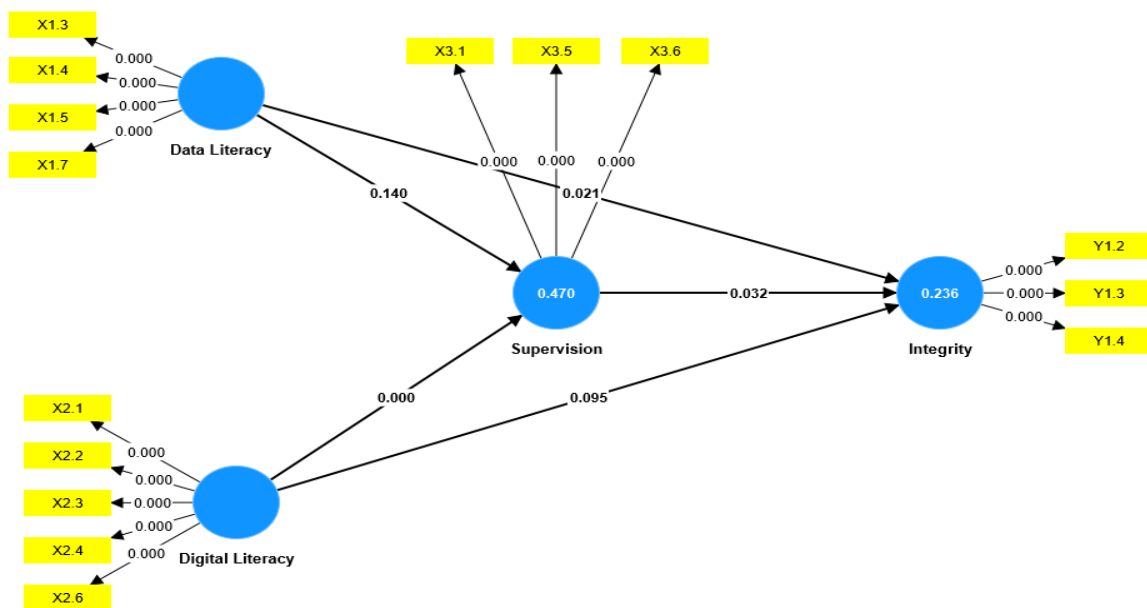 X1.3
X1.4
X1.5
X1.7
0.000
0.000
0.000
0.000
Data Literacy
X3.1
X3.5
X3.6
0.000
0.000
0.000
0.140
0.021
0.470
Supervision
0.032
0.236
Integrity
0.000
0.000
0.000
Y1.2
Y1.3
Y1.4
0.000
0.095
X2.1
X2.2
X2.3
X2.4
X2.6
0.000
0.000
0.000
0.000
0.000
Digital Literacy